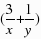 (3/x + 1/y)